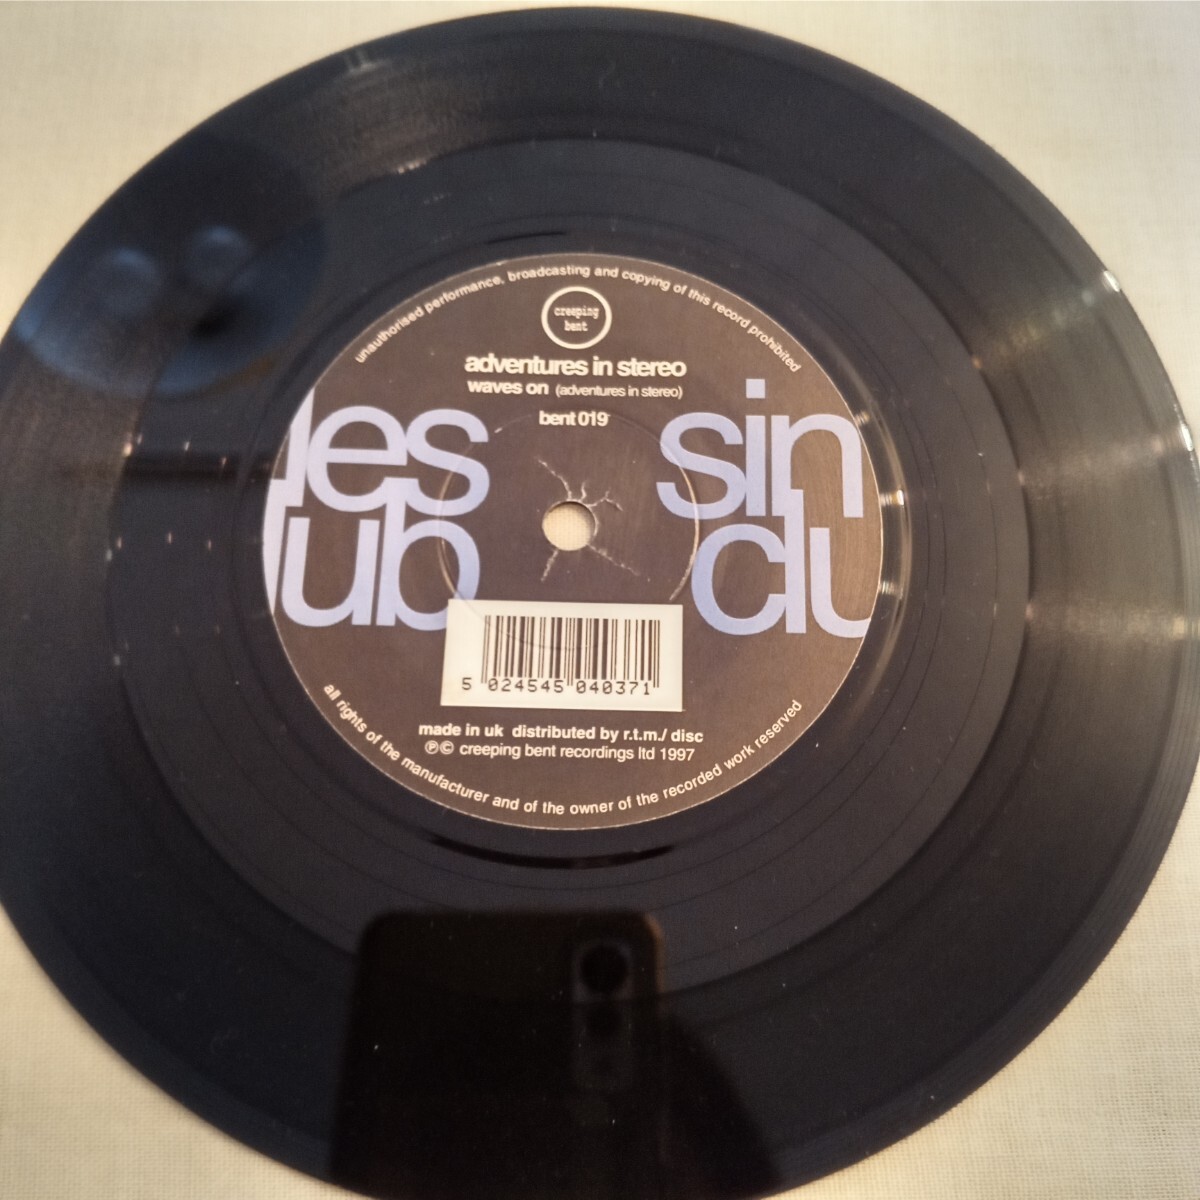 unauthorised performance, broadcasting and copying of this record prohibited
creeping
bent
adventures in stereo
waves on (adventures in stereo)
bent 019
les sin
lub clu
5 024545 040371
made in uk distributed by r.t.m./ disc
℗© creeping bent recordings ltd 1997
all rights of the manufacturer and of the owner of the recorded work reserved